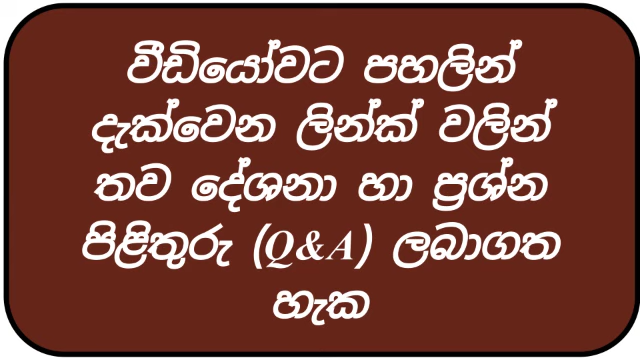 වීඩියෝවට පහලින්
දැක්වෙන ලින්ක් වලින්
තව දේශනා හා ප්‍රශ්න
පිළිතුරු (Q&A) ලබාගත
හැක